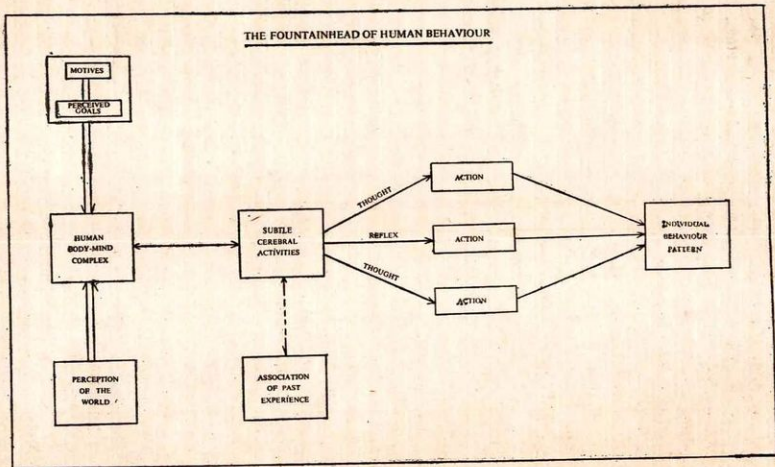 THE FOUNTAINHEAD OF HUMAN BEHAVIOUR
MOTIVES
PERCEIVED
GOALS
HUMAN
BODY-MIND
COMPLEX
PERCEPTION
OF THE
WORLD
SUBTLE
CEREBRAL
ACTIVITIES
ASSOCIATION
OF PAST
EXPERIENCE
THOUGHT
REFLEX
THOUGHT
ACTION
ACTION
ACTION
INDIVIDUAL
BEHAVIOUR
PATTERN